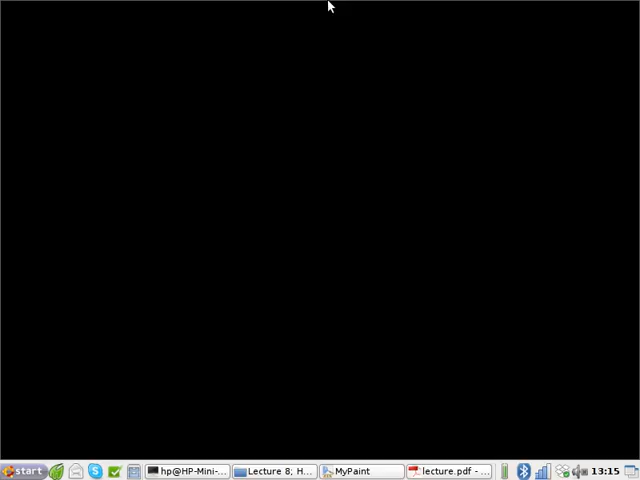 start
hp@HP-Mini-...
Lecture 8; H...
MyPaint
lecture.pdf - ...
13:15